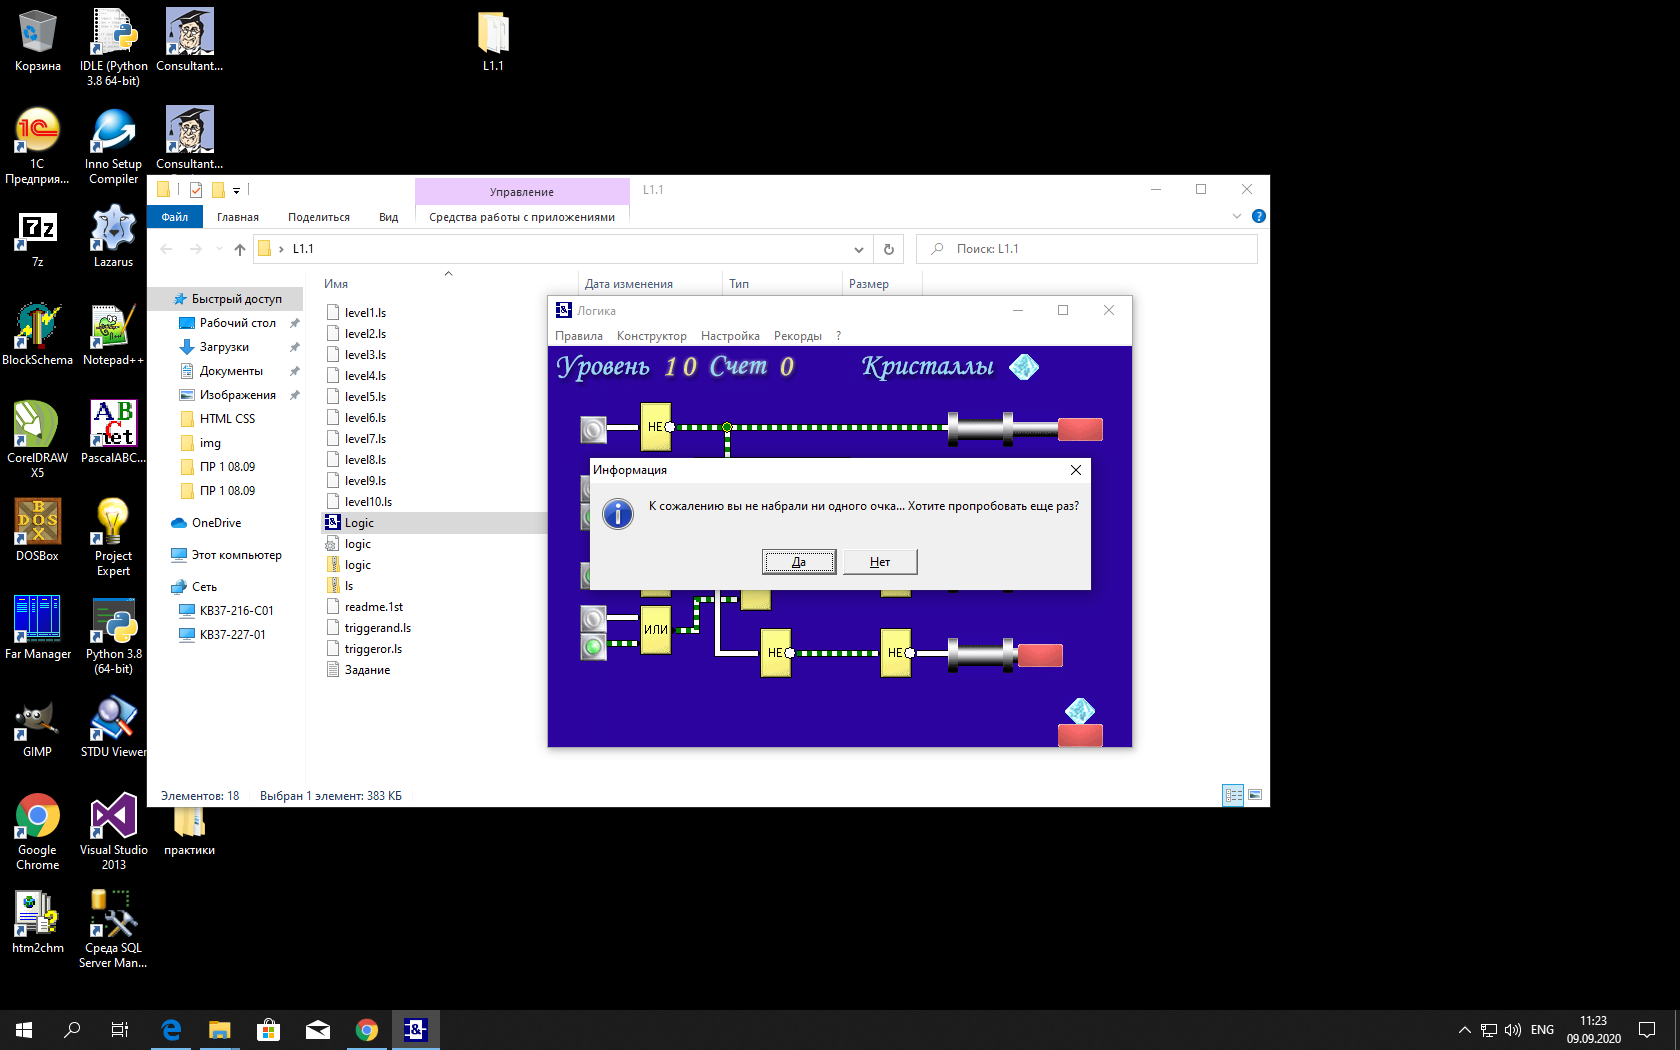 Корзина
IDLE (Python
3.8 64-bit)
Consultant...
L1.1
1С
Предприя...
Inno Setup
Compiler
Consultant...
7z
Lazarus
BlockSchema
Notepad++
CorelDRAW
X5
PascalABC...
DOSBox
Project
Expert
Far Manager
Python 3.8
(64-bit)
GIMP
STDU Viewer
Google
Chrome
Visual Studio
2013
практики
htm2chm
Среда SQL
Server Man...
Управление
L1.1
Файл
Главная
Поделиться
Вид
Средства работы с приложениями
L1.1
Поиск: L1.1
Имя
Дата изменения
Тип
Размер
Быстрый доступ
Рабочий стол
Загрузки
Документы
Изображения
HTML CSS
img
ПР 1 08.09
ПР 1 08.09
OneDrive
Этот компьютер
Сеть
KB37-216-C01
KB37-227-01
level1.ls
level2.ls
level3.ls
level4.ls
level5.ls
level6.ls
level7.ls
level8.ls
level9.ls
level10.ls
Logic
logic
logic
ls
readme.1st
triggerand.ls
triggeror.ls
Задание
Элементов: 18
Выбран 1 элемент: 383 КБ
Логика
Правила
Конструктор
Настройка
Рекорды
?
Уровень 10 Счет 0
Кристаллы
НЕ
Информация
К сожалению вы не набрали ни одного очка... Хотите пропробовать еще раз?
Да
Нет
ИЛИ
НЕ
НЕ
ENG
11:23
09.09.2020